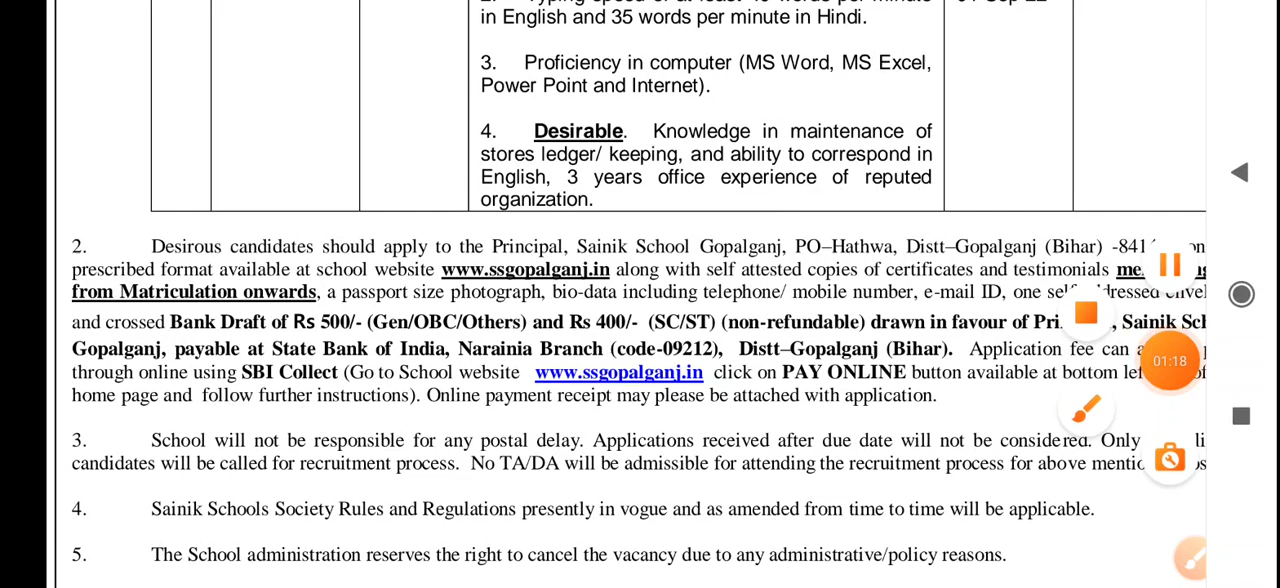 in English and 35 words per minute in Hindi.
3. Proficiency in computer (MS Word, MS Excel,
Power Point and Internet).
4. Desirable. Knowledge in maintenance of
stores ledger/ keeping, and ability to correspond in
English, 3 years office experience of reputed
organization.
2. Desirous candidates should apply to the Principal, Sainik School Gopalganj, PO–Hathwa, Distt–Gopalganj (Bihar)
prescribed format available at school website www.ssgopalganj.in along with self attested copies of certificates and testimonials
from Matriculation onwards, a passport size photograph, bio-data including telephone/ mobile number, e-mail ID, one
and crossed Bank Draft of Rs 500/- (Gen/OBC/Others) and Rs 400/- (SC/ST) (non-refundable) drawn in favour of , Sainik
Gopalganj, payable at State Bank of India, Narainia Branch (code-09212), Distt–Gopalganj (Bihar). Application fee can
through online using SBI Collect (Go to School website www.ssgopalganj.in click on PAY ONLINE button available at bottom
01:18
home page and follow further instructions). Online payment receipt may please be attached with application.
3. School will not be responsible for any postal delay. Applications received after due date will not be considered. Only
candidates will be called for recruitment process. No TA/DA will be admissible for attending the recruitment process for above
4. Sainik Schools Society Rules and Regulations presently in vogue and as amended from time to time will be applicable.
5. The School administration reserves the right to cancel the vacancy due to any administrative/policy reasons.